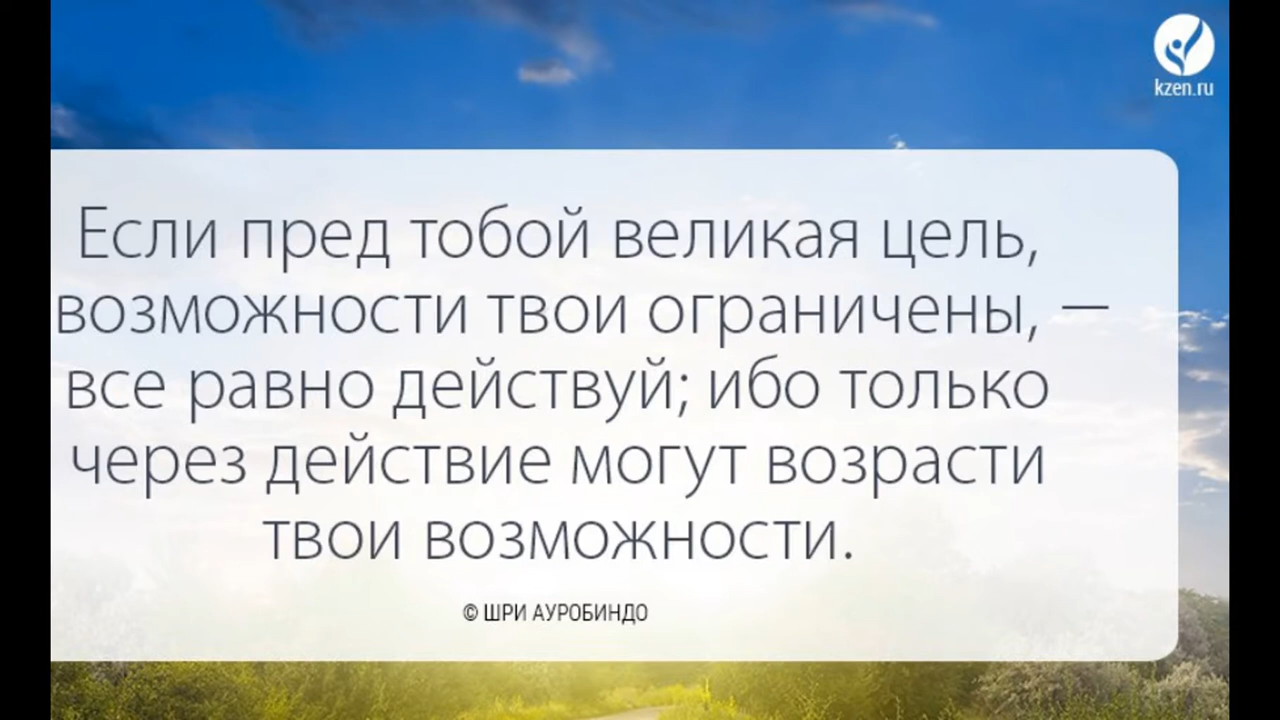 kzen.ru
Если пред тобой великая цель,
возможности твои ограничены, —
все равно действуй; ибо только
через действие могут возрасти
твои возможности.
© ШРИ АУРОБИНДО